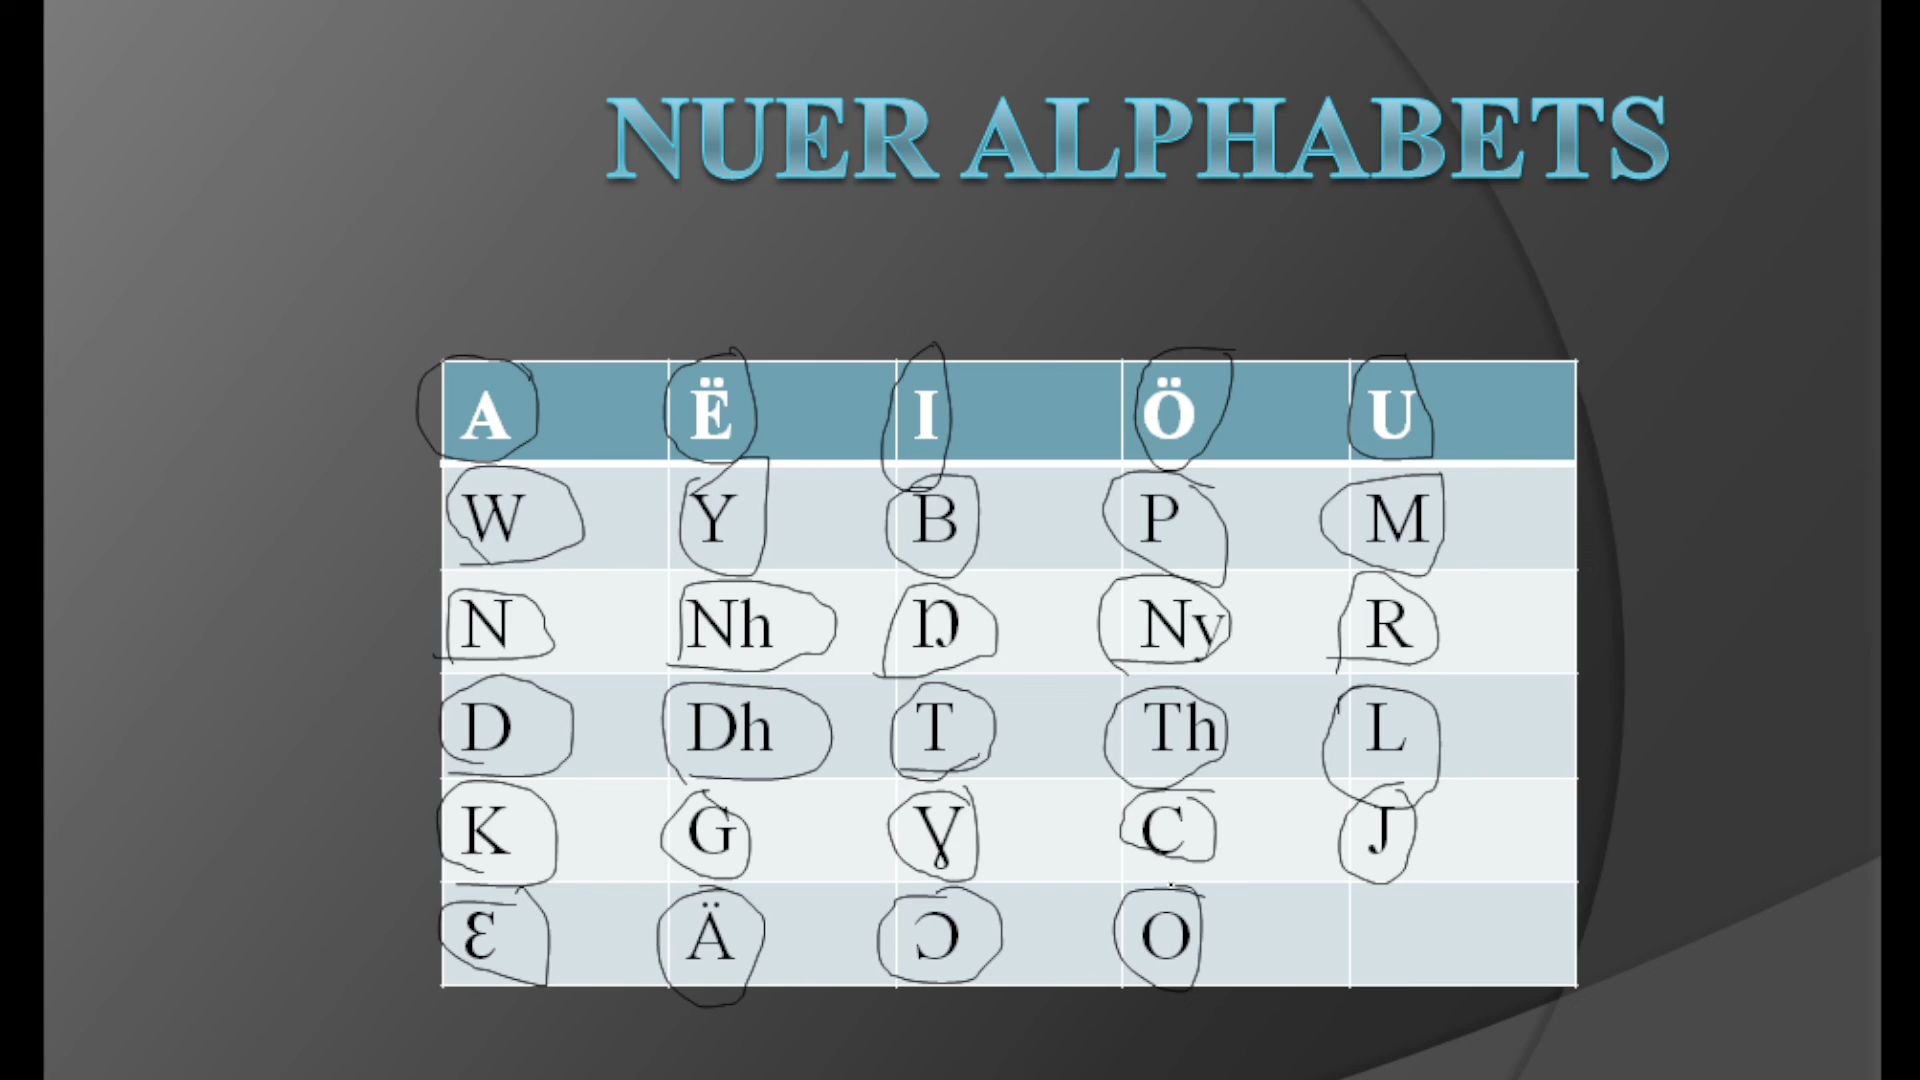 NUER ALPHABETS
A Ë I Ö U
W Y B P M
N Nh Ŋ Ny R
D Dh T Th L
K G Ɣ C J
Ɛ Ä Ɔ O